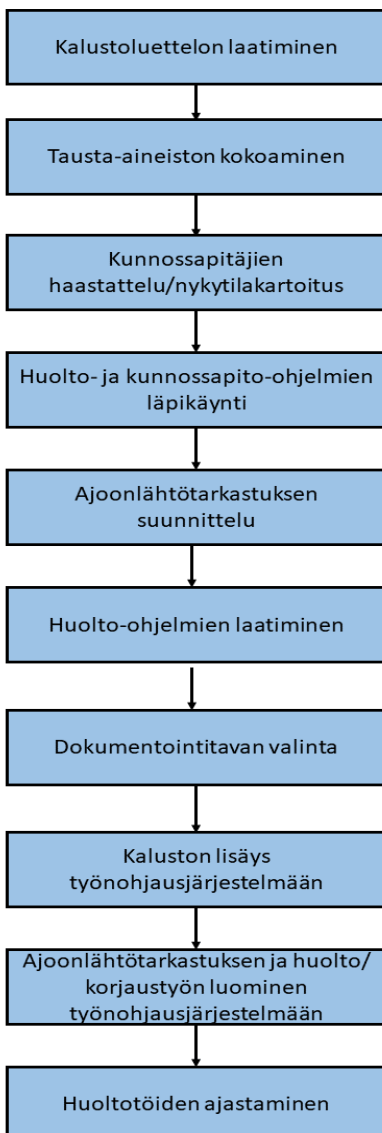 Kalustoluettelon laatiminen
Tausta-aineiston kokoaminen
Kunnossapitäjien
haastattelu/nykytilakartoitus
Huolto- ja kunnossapito-ohjelmien
läpikäynti
Ajoonlähtötarkastuksen
suunnittelu
Huolto-ohjelmien laatiminen
Dokumentointitavan valinta
Kaluston lisäys
työnohjausjärjestelmään
Ajoonlähtötarkastuksen ja huolto/
korjaustyön luominen
työnohjausjärjestelmään
Huoltotöiden ajastaminen